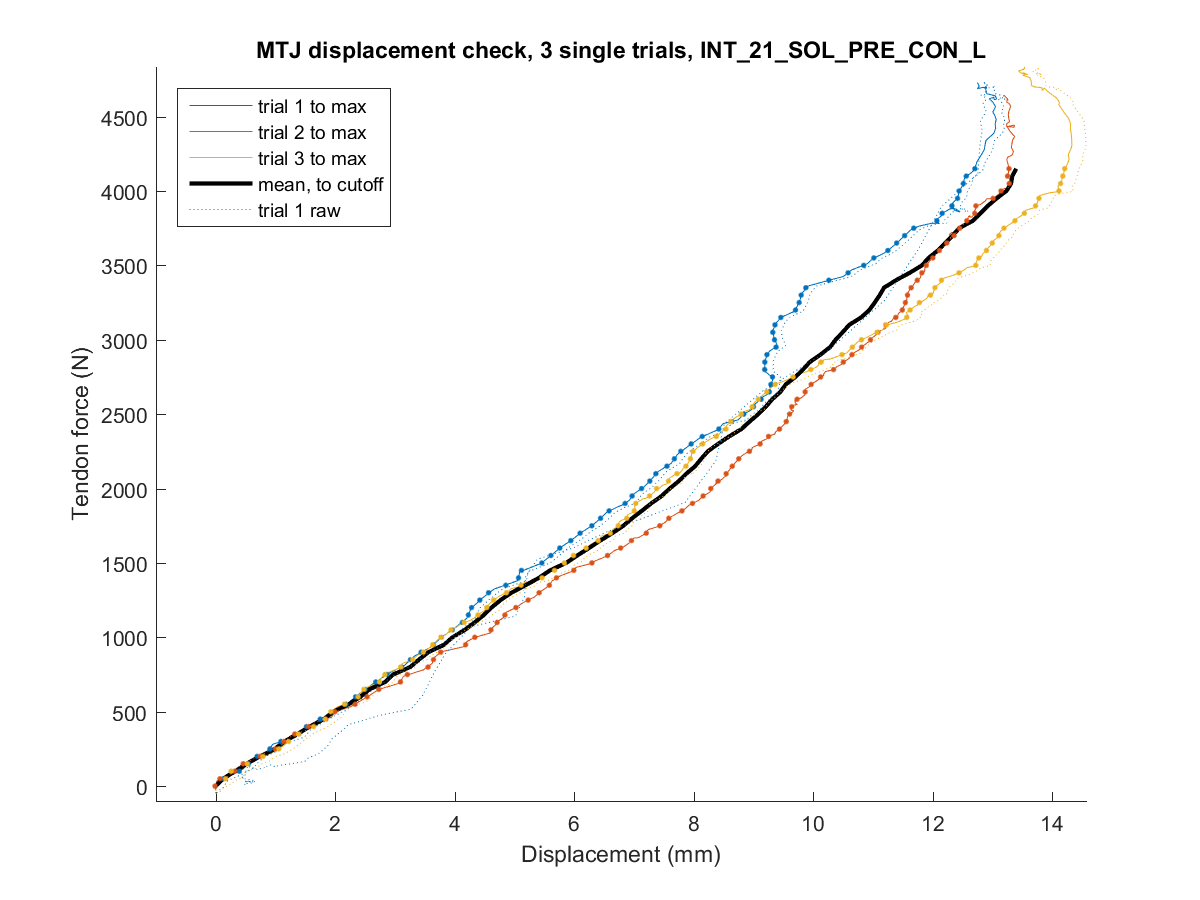 MTJ displacement check, 3 single trials, INT_21_SOL_PRE_CON_L
trial 1 to max
trial 2 to max
trial 3 to max
mean, to cutoff
trial 1 raw
4500
4000
3500
3000
2500
2000
1500
1000
500
0
Tendon force (N)
0 2 4 6 8 10 12 14
Displacement (mm)